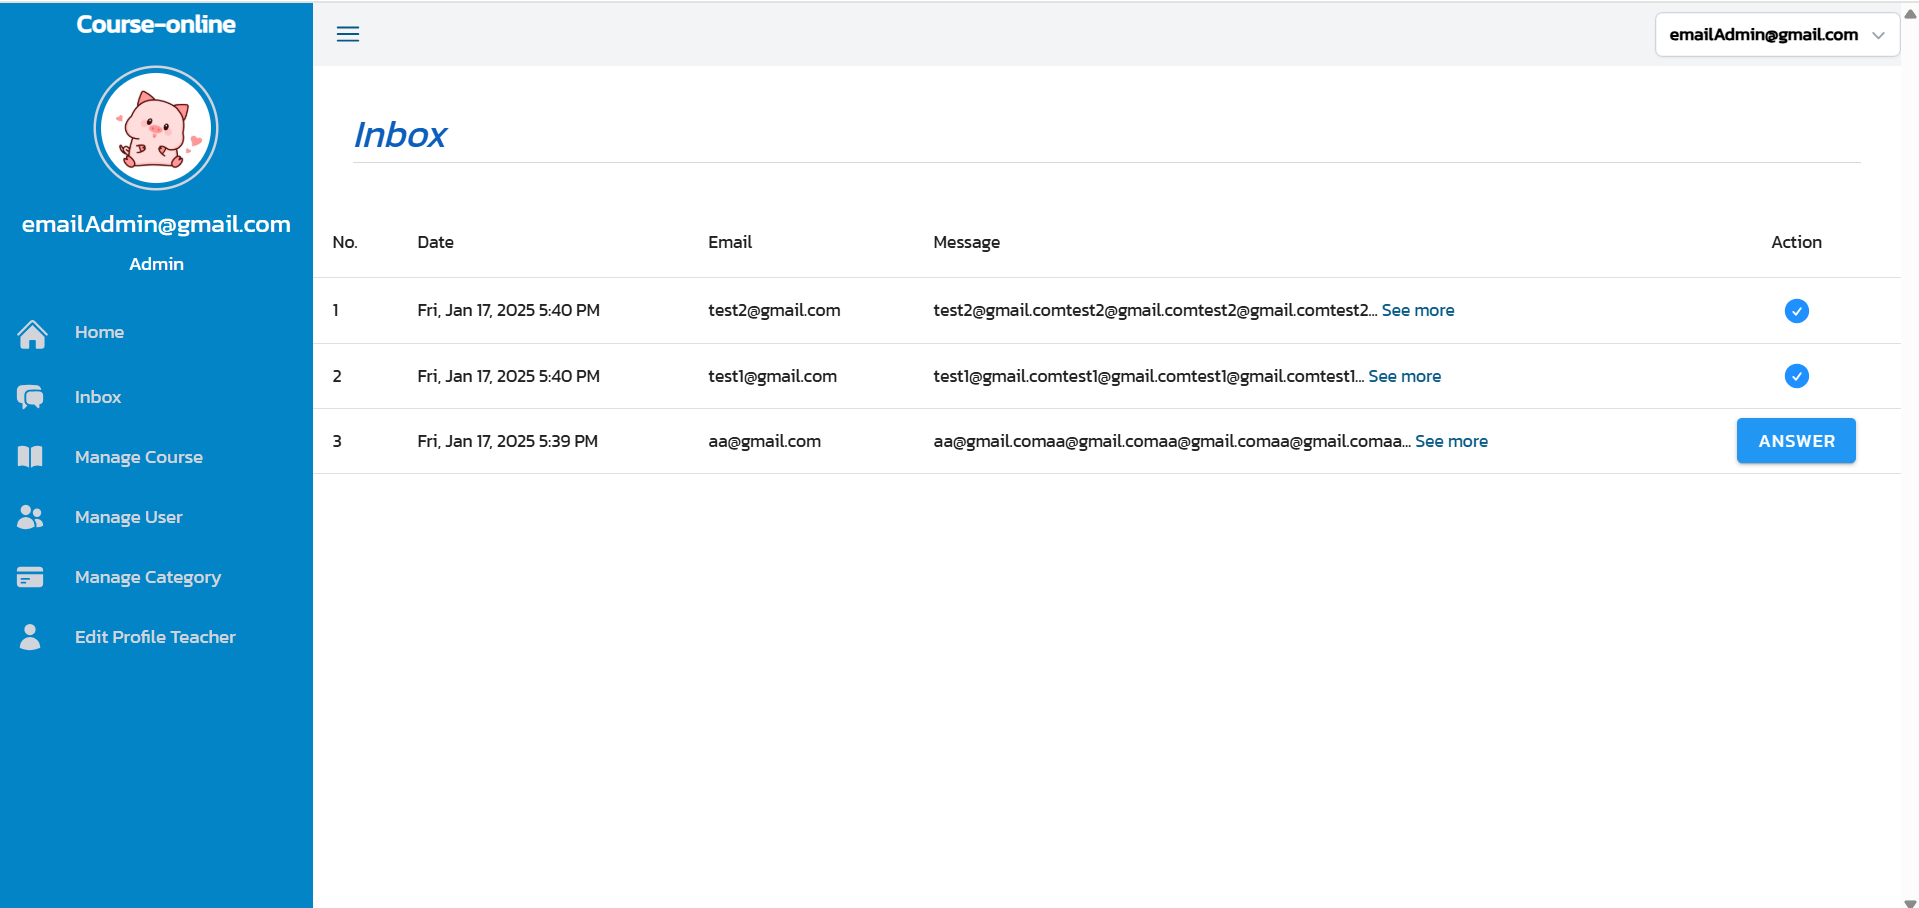 Course-online
emailAdmin@gmail.com
emailAdmin@gmail.com
Admin
Home
Inbox
Manage Course
Manage User
Manage Category
Edit Profile Teacher
Inbox
No. Date Email Message Action
1 Fri, Jan 17, 2025 5:40 PM test2@gmail.com test2@gmail.comtest2@gmail.comtest2@gmail.comtest2... See more
2 Fri, Jan 17, 2025 5:40 PM test1@gmail.com test1@gmail.comtest1@gmail.comtest1@gmail.comtest1... See more
3 Fri, Jan 17, 2025 5:39 PM aa@gmail.com aa@gmail.comaa@gmail.comaa@gmail.comaa@gmail.comaa... See more ANSWER